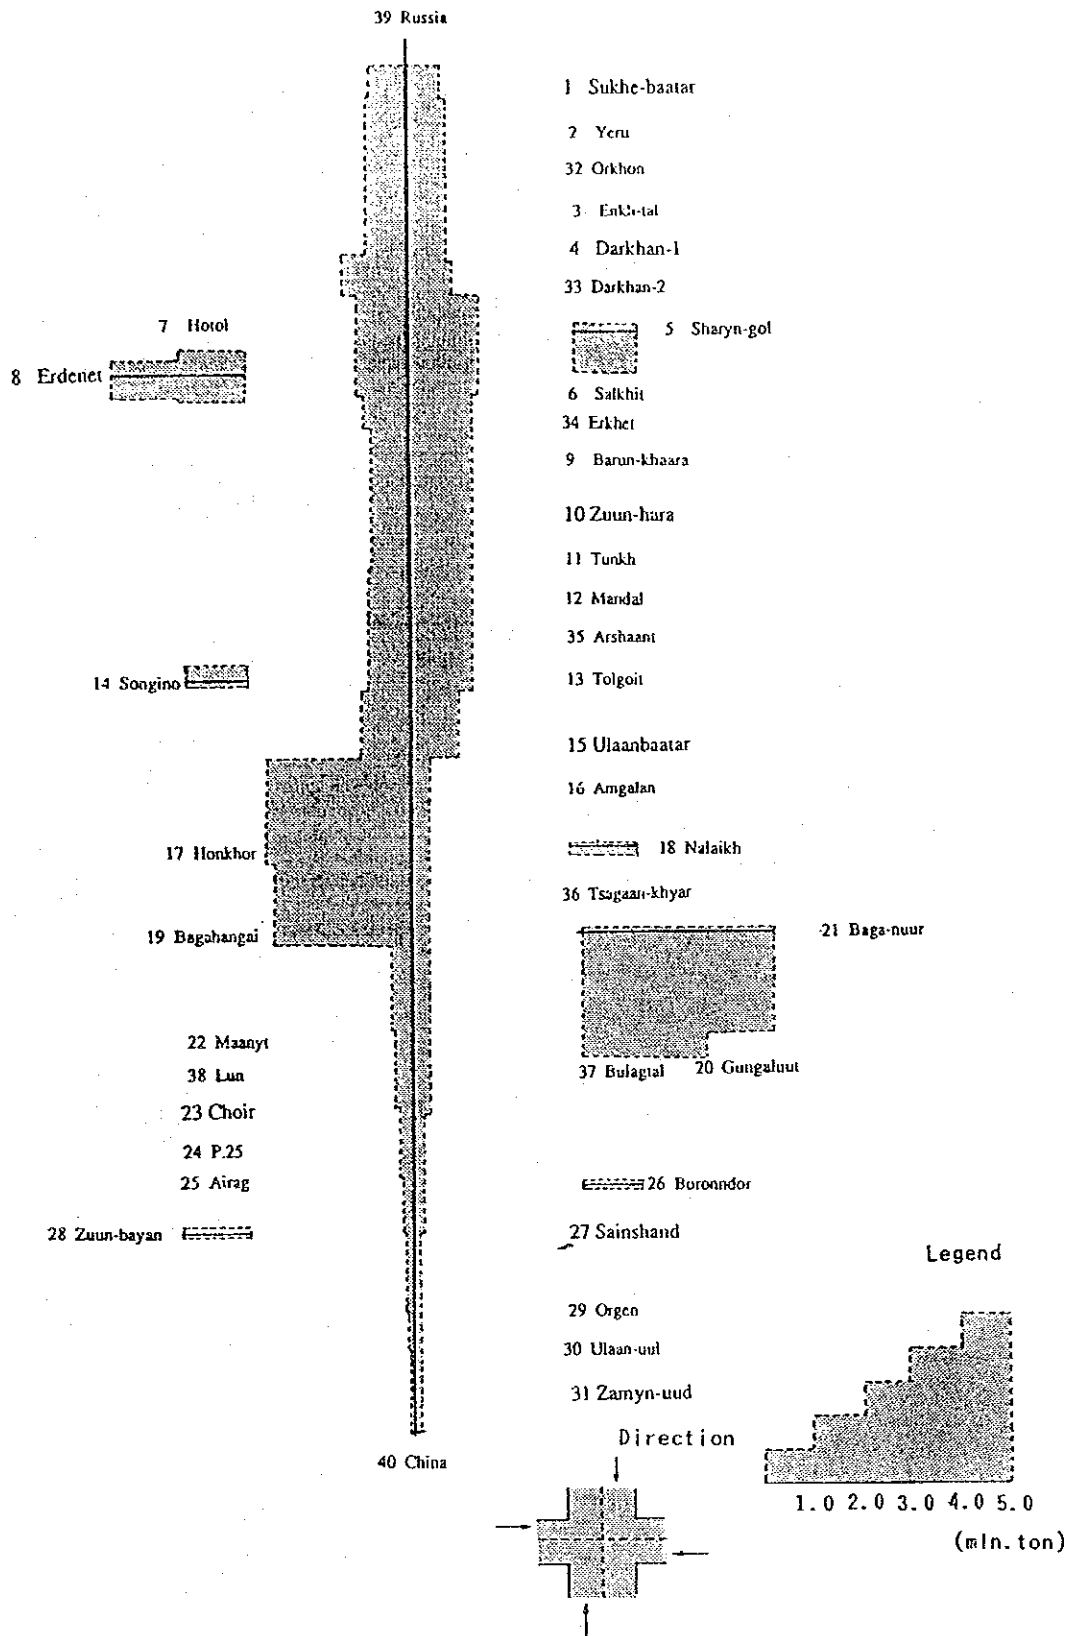 39 Russia
1 Sukhe-baatar
2 Yeru
32 Orkhon
3 Enkh-tal
4 Darkhan-1
33 Darkhan-2
7 Hotol
5 Sharyn-gol
8 Erdenet
6 Salkhit
34 Erkhet
9 Barun-khaara
10 Zuun-hara
11 Tunkh
12 Mandal
35 Arshaant
14 Songino
13 Tolgoit
15 Ulaanbaatar
16 Amgalan
17 Honkhor
18 Nalaikh
36 Tsagaan-khyar
19 Bagahangai
21 Baga-nuur
22 Maanyt
37 Bulagtal
20 Gungaluut
38 Lun
23 Choir
24 P.25
25 Airag
26 Boronndor
28 Zuun-bayan
27 Sainshand
Legend
29 Orgen
30 Ulaan-uul
31 Zamyn-uud
Direction
40 China
1.0 2.0 3.0 4.0 5.0
(mln.ton)